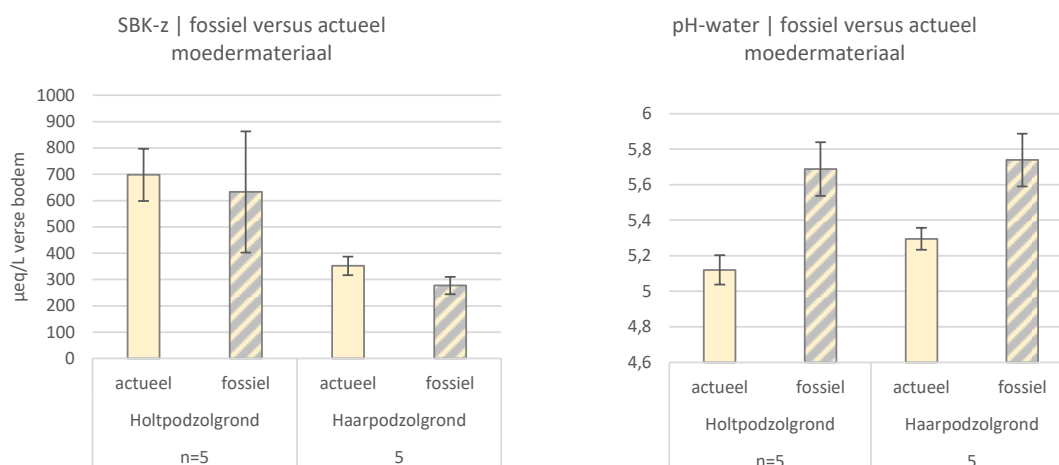 SBK-z | fossiel versus actueel
moedermateriaal
µeq/L verse bodem
1000
900
800
700
600
500
400
300
200
100
0
actueel fossiel actueel fossiel
Holtpodzolgrond Haarpodzolgrond
n=5 5
pH-water | fossiel versus actueel
moedermateriaal
6
5,8
5,6
5,4
5,2
5
4,8
4,6
actueel fossiel actueel fossiel
Holtpodzolgrond Haarpodzolgrond
n=5 5